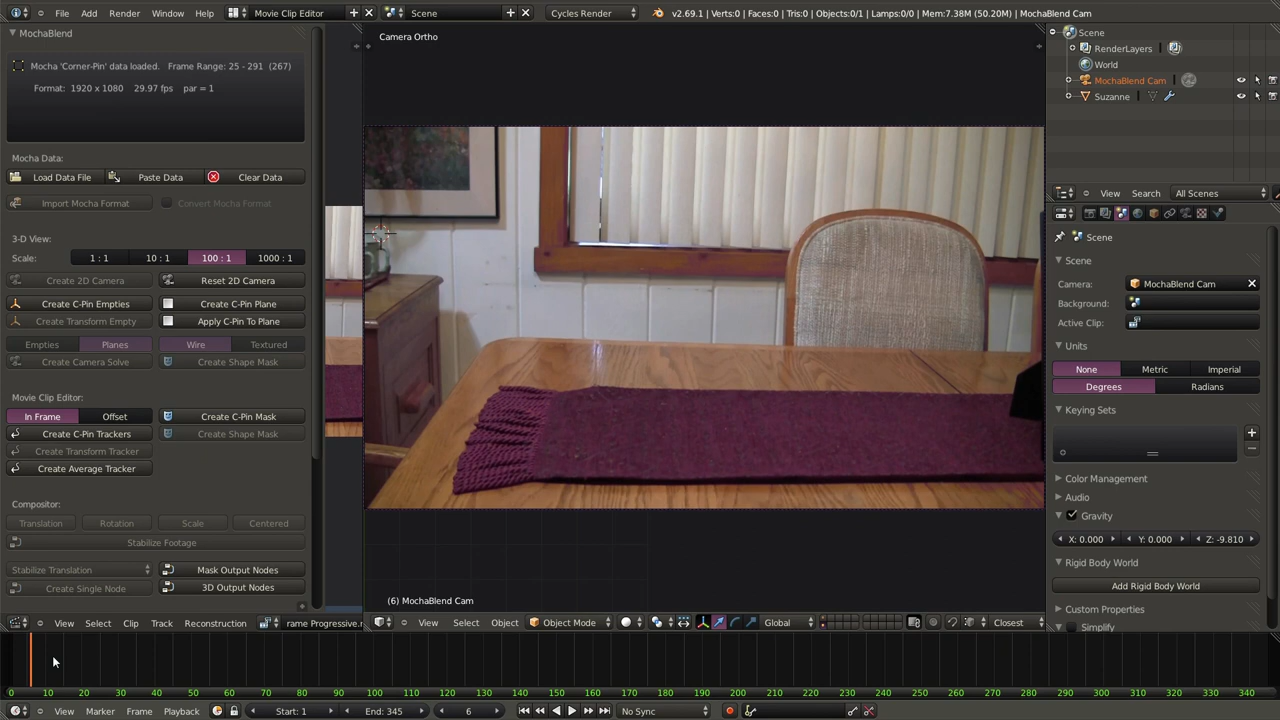 File Render Window Help Movie Clip Editor Scene Cycles Render v2.69.1 | Verts:0 | Faces:0 | Tris:0 | Objects:0/1 | Lamps:0/0 | Mem:7.38M (50.20M) | MochaBlend Cam
MochaBlend
Mocha 'Corner-Pin' data loaded. Frame Range: 25 - 291 (267)
Format: 1920 x 1080 29.97 fps par = 1
Mocha Data:
Load Data File Paste Data Clear Data
Import Mocha Format Convert Mocha Format
3-D View:
Scale: 1 : 1 10 : 1 100 : 1 1000 : 1
Create 2D Camera Reset 2D Camera
Create C-Pin Empties Create C-Pin Plane
Create Transform Empty Apply C-Pin To Plane
Empties Planes Wire Textured
Create Camera Solve Create Shape Mask
Movie Clip Editor:
In Frame Offset Create C-Pin Mask
Create C-Pin Trackers Create Shape Mask
Create Transform Tracker
Create Average Tracker
Compositor:
Translation Rotation Scale Centered
Stabilize Footage
Stabilize Translation Mask Output Nodes
Create Single Node 3D Output Nodes
View Select Clip Track Reconstruction rame Progressive.r
Camera Ortho
(6) MochaBlend Cam
View Select Object Object Mode Global Closest
Scene
RenderLayers
World
MochaBlend Cam
Suzanne
View Search All Scenes
Scene
Scene
Camera: MochaBlend Cam
Background:
Active Clip:
Units
None Metric Imperial
Degrees Radians
Keying Sets
Color Management
Audio
Gravity
X: 0.000 Y: 0.000 Z: -9.810
Rigid Body World
Add Rigid Body World
Custom Properties
Simplify
0 10 20 30 40 50 60 70 80 90 100 110 120 130 140 150 160 170 180 190 200 210 220 230 240 250 260 270 280 290 300 310 320 330 340
View Marker Frame Playback Start: 1 End: 345 6 No Sync